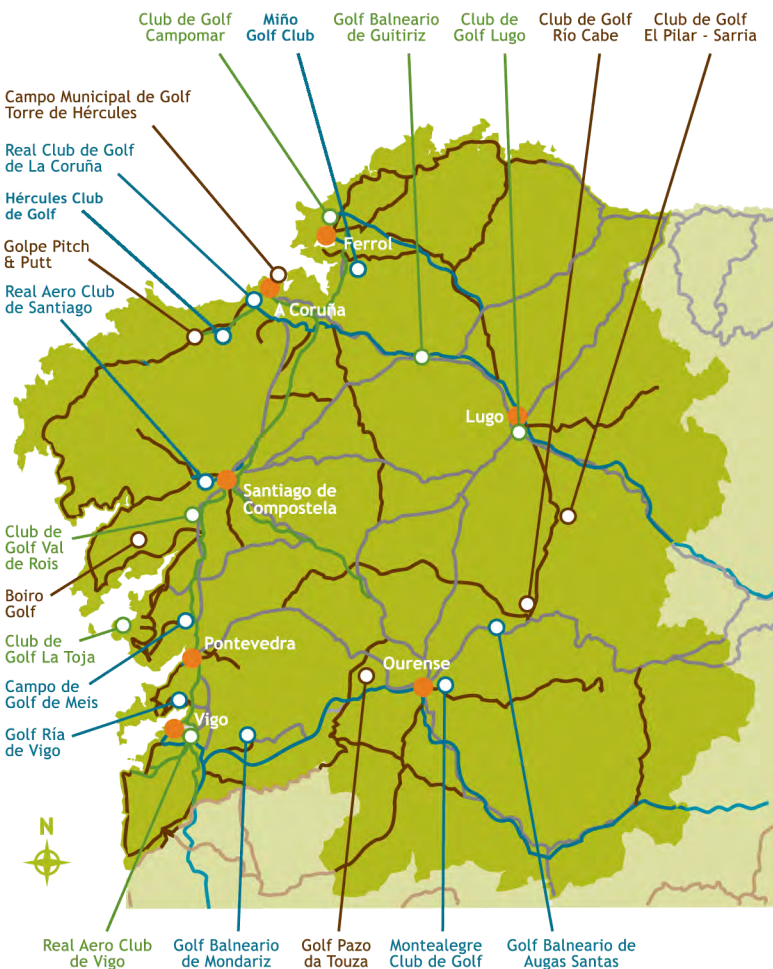 Club de Golf
Campomar
Miño
Golf Club
Golf Balneario
de Guitiriz
Club de
Golf Lugo
Club de Golf
Río Cabe
Club de Golf
El Pilar - Sarria
Campo Municipal de Golf
Torre de Hércules
Real Club de Golf
de La Coruña
Hércules Club
de Golf
Golpe Pitch
& Putt
Real Aero Club
de Santiago
Ferrol
A Coruña
Lugo
Santiago de
Compostela
Club de
Golf Val
de Rois
Boiro
Golf
Club de
Golf La Toja
Campo de
Golf de Meis
Golf Ría
de Vigo
Pontevedra
Ourense
Vigo
N
Real Aero Club
de Vigo
Golf Balneario
de Mondariz
Golf Pazo
da Touza
Montealegre
Club de Golf
Golf Balneario de
Augas Santas